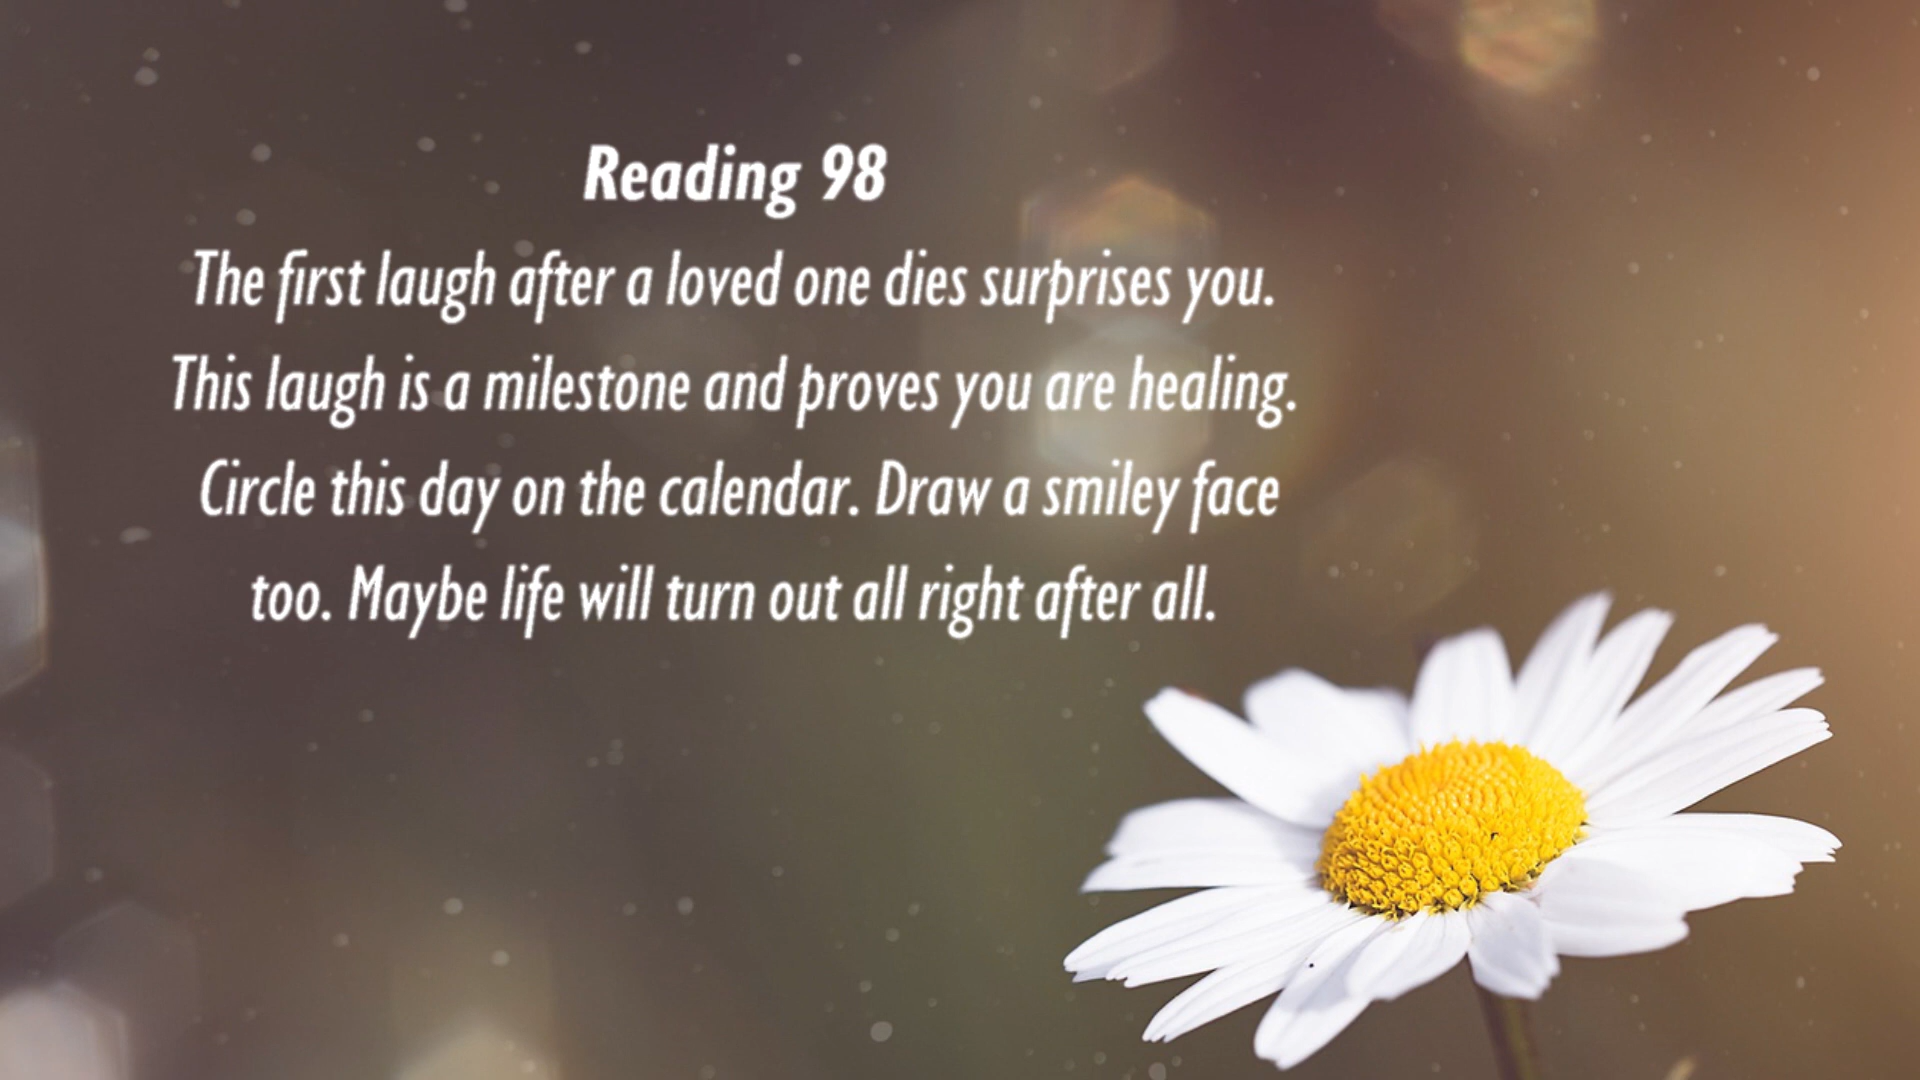 Reading 98
The first laugh after a loved one dies surprises you.
This laugh is a milestone and proves you are healing.
Circle this day on the calendar. Draw a smiley face
too. Maybe life will turn out all right after all.